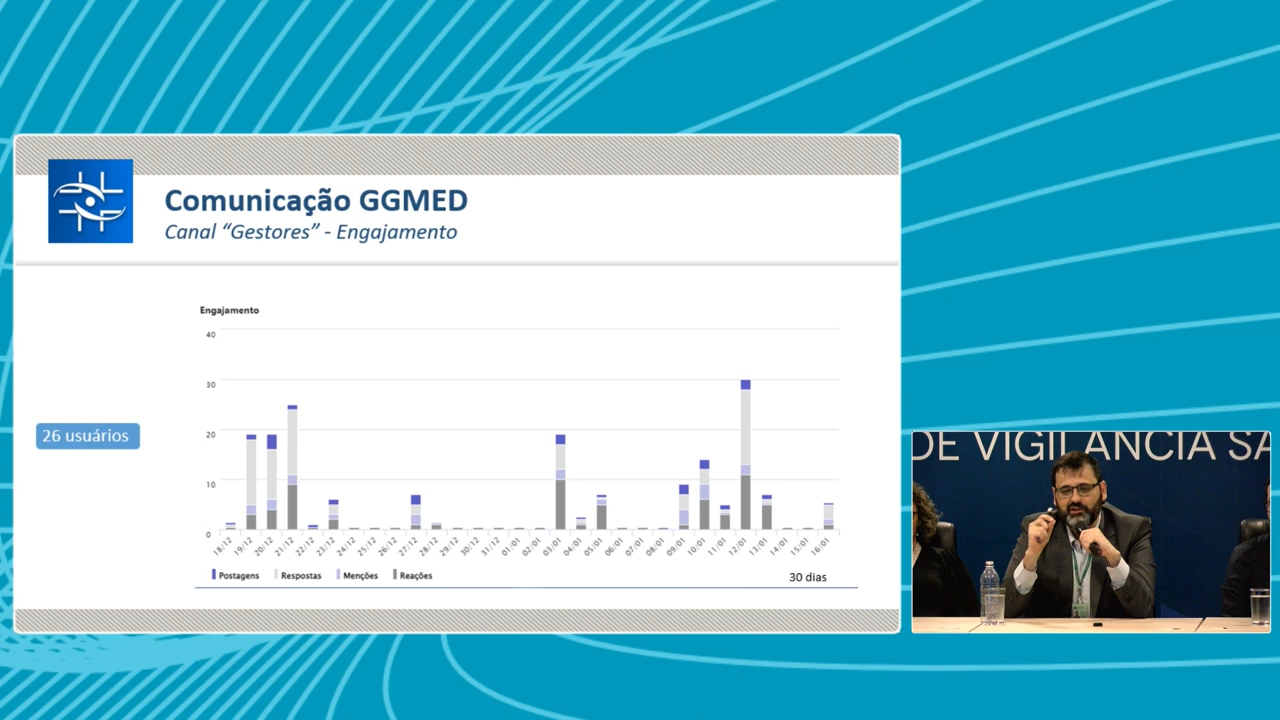 Comunicação GGMED
Canal “Gestores” - Engajamento
26 usuários
Engajamento
40
30
20
10
0
18/12 19/12 20/12 21/12 22/12 23/12 24/12 25/12 26/12 27/12 28/12 29/12 30/12 31/12 01/01 02/01 03/01 04/01 05/01 06/01 07/01 08/01 09/01 10/01 11/01 12/01 13/01 14/01 15/01 16/01
Postagens Respostas Menções Reações
30 dias
DE VIGILÂNCIA SA